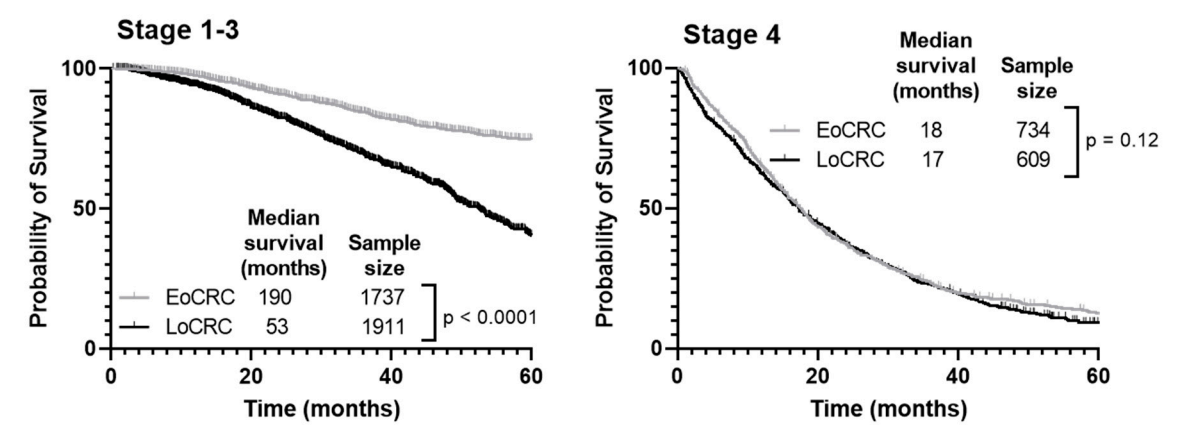 Stage 1-3
100
50
0
Probability of Survival
Median
survival
(months)
Sample
size
EoCRC 190 1737
LoCRC 53 1911
p < 0.0001
0 20 40 60
Time (months)
Stage 4
100
50
0
Probability of Survival
Median
survival
(months)
Sample
size
EoCRC 18 734
LoCRC 17 609
p = 0.12
0 20 40 60
Time (months)